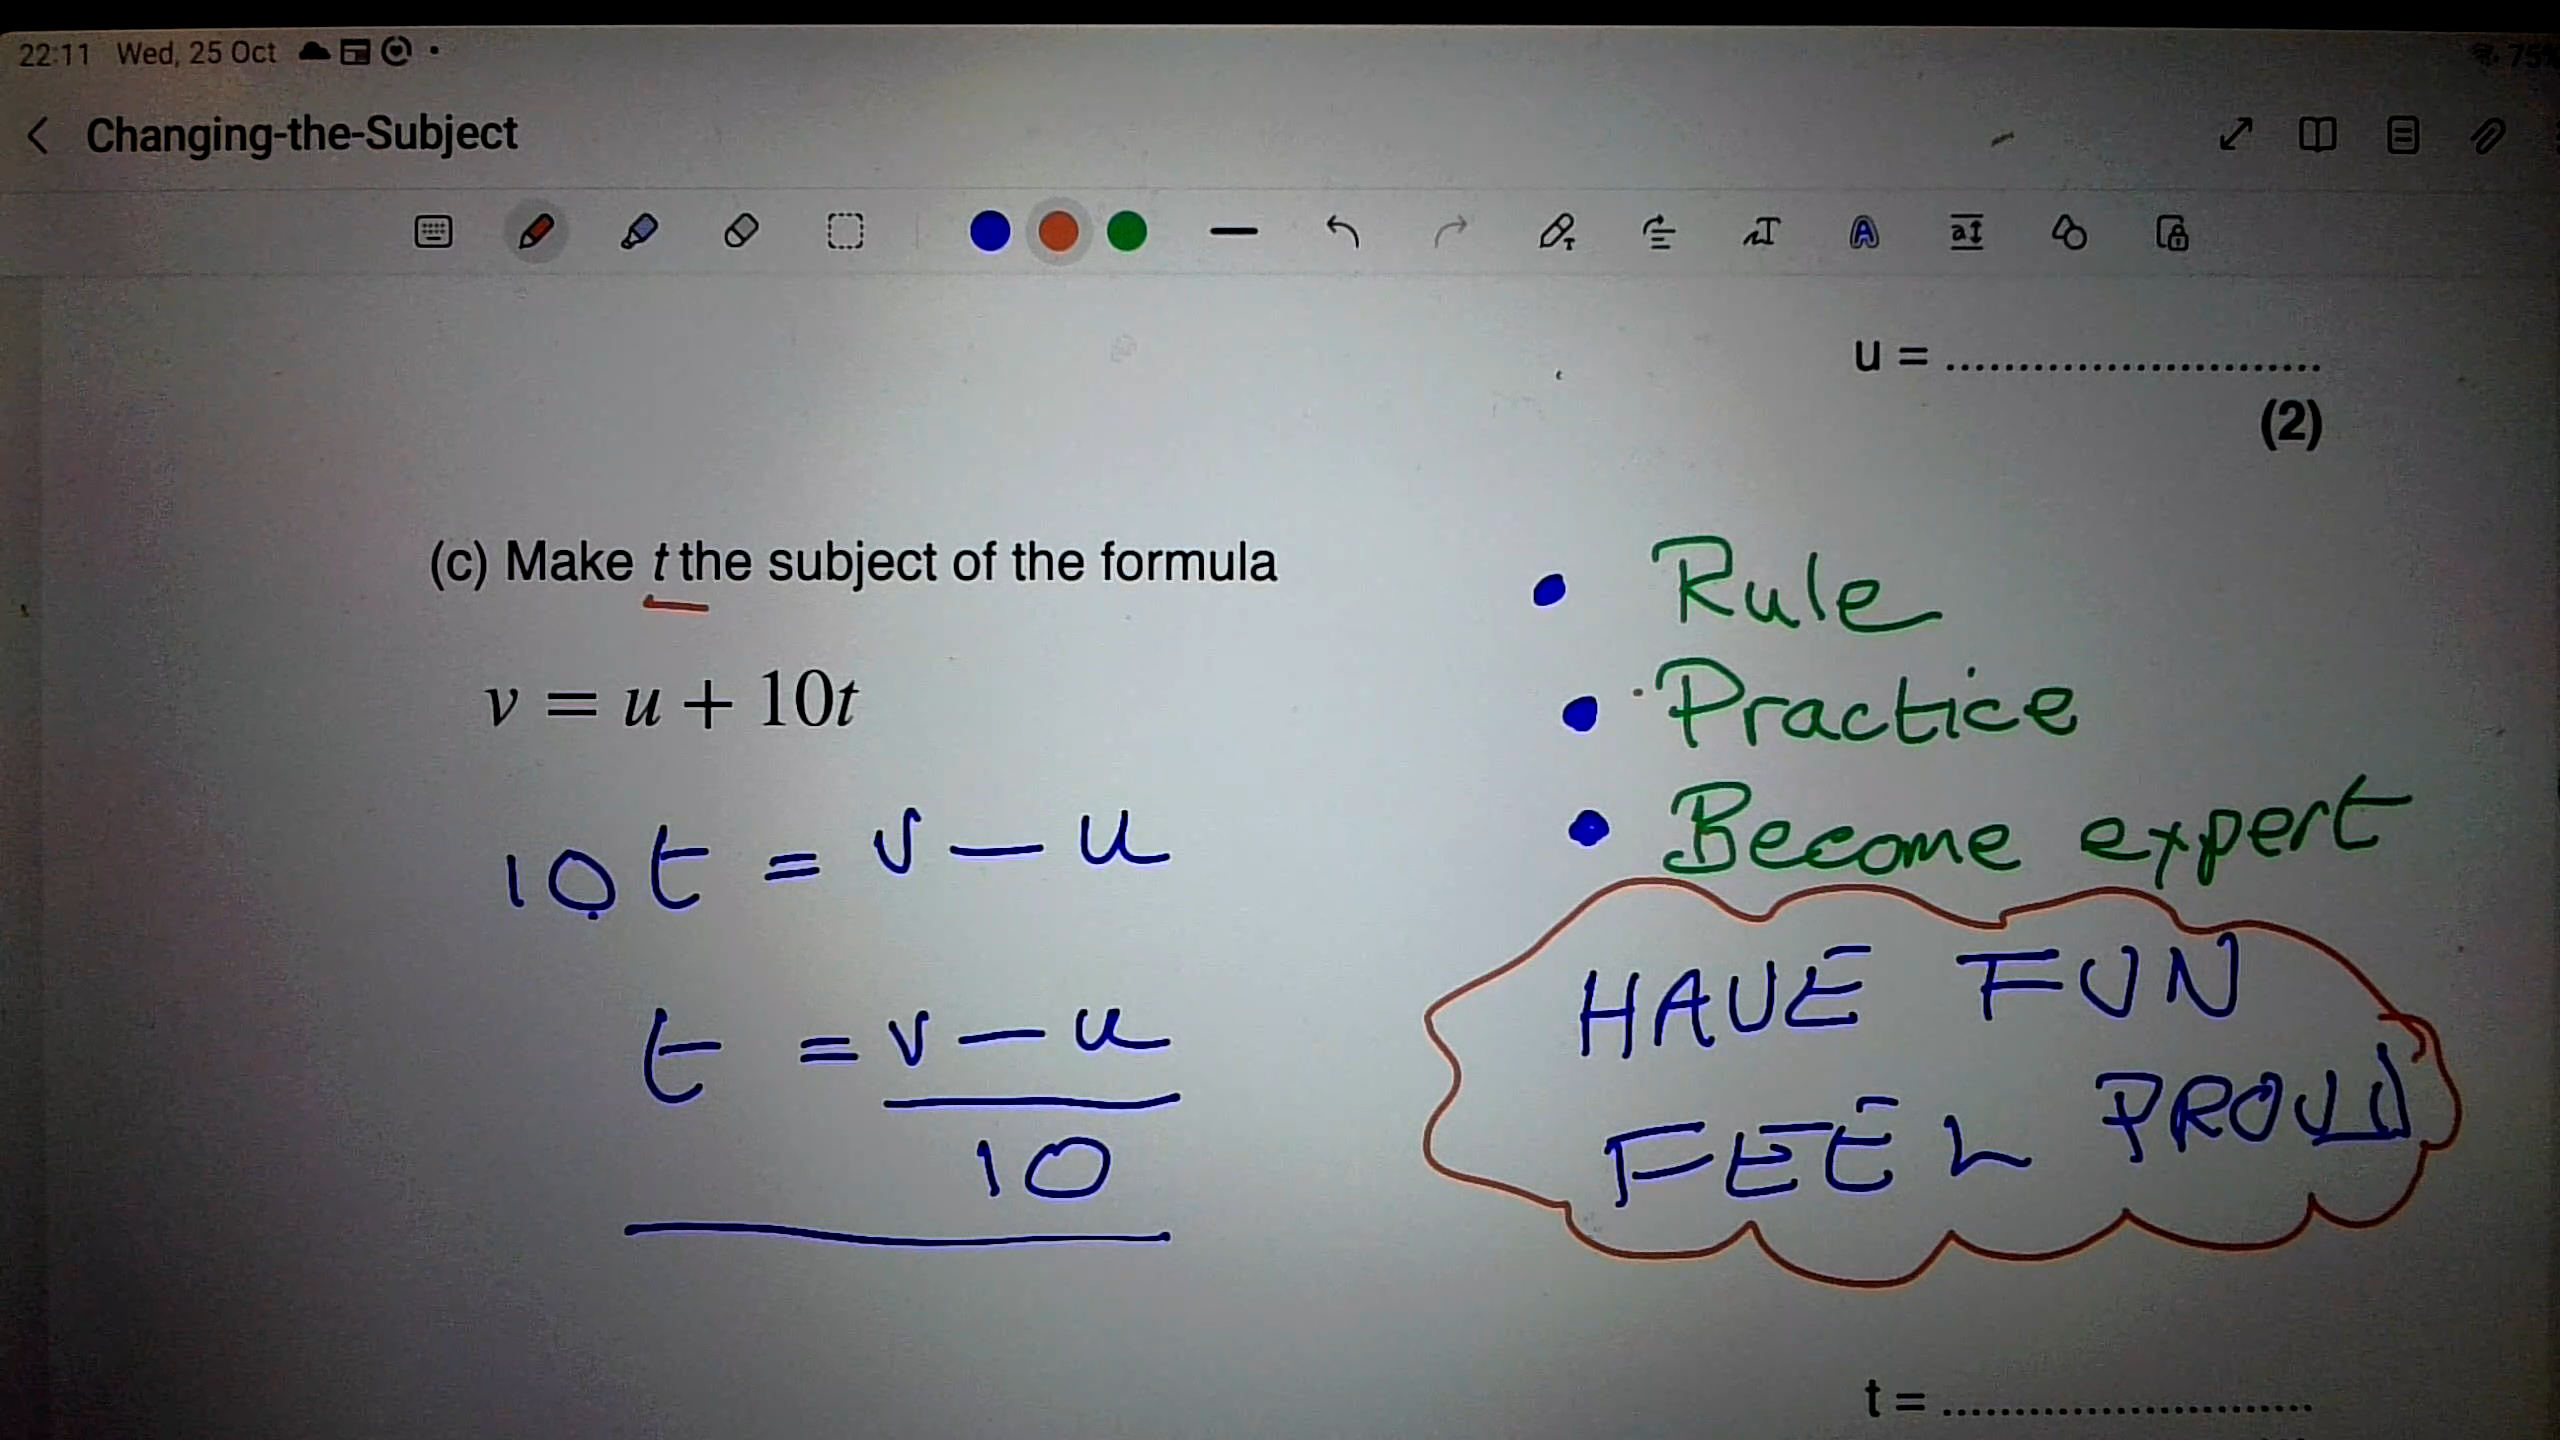 22:11 Wed, 25 Oct
75%
Changing-the-Subject
u = ..........................
(2)
(c) Make t the subject of the formula
v = u + 10t
10t = v - u
t = v - u
10
• Rule
• Practice
• Become expert
HAVE FUN
FEEL PROUD
t = ..........................